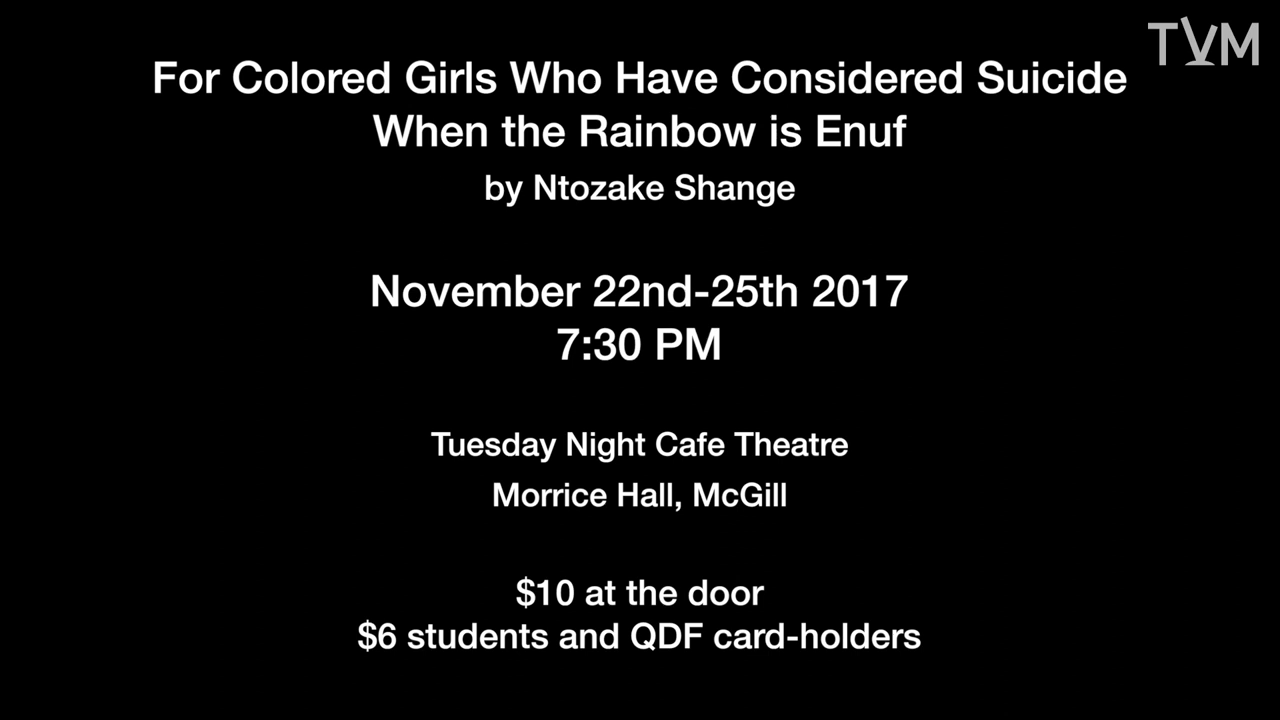 TVM
For Colored Girls Who Have Considered Suicide
When the Rainbow is Enuf
by Ntozake Shange
November 22nd-25th 2017
7:30 PM
Tuesday Night Cafe Theatre
Morrice Hall, McGill
$10 at the door
$6 students and QDF card-holders